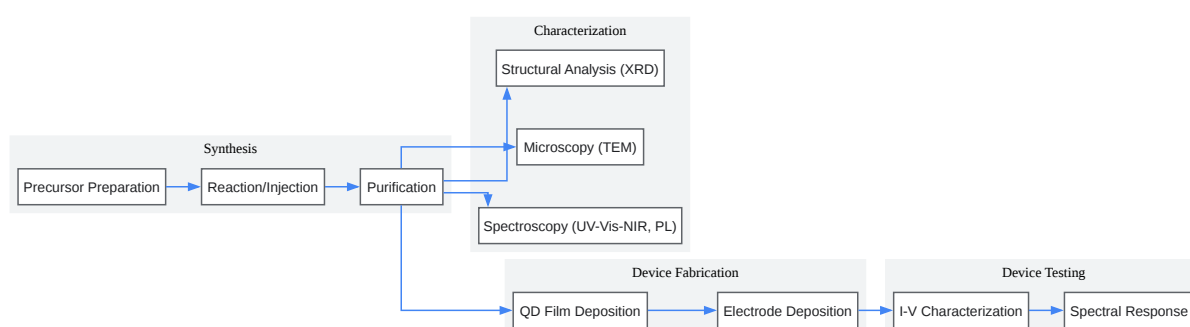 Characterization
Structural Analysis (XRD)
Microscopy (TEM)
Synthesis
Precursor Preparation
Reaction/Injection
Purification
Spectroscopy (UV-Vis-NIR, PL)
Device Fabrication
QD Film Deposition
Electrode Deposition
Device Testing
I-V Characterization
Spectral Response